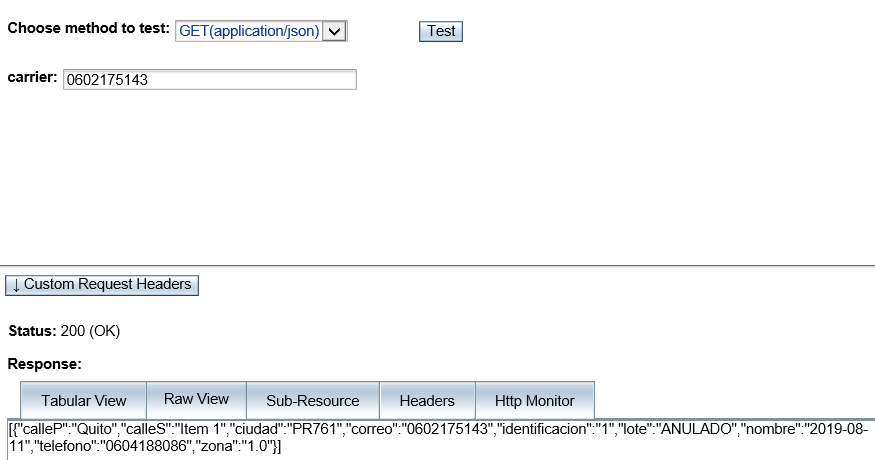 Choose method to test: GET(application/json) Test
carrier: 0602175143
↓ Custom Request Headers
Status: 200 (OK)
Response:
Tabular View Raw View Sub-Resource Headers Http Monitor
[{"calleP":"Quito","calleS":"Item 1","ciudad":"PR761","correo":"0602175143","identificacion":"1","lote":"ANULADO","nombre":"2019-08-
11","telefono":"0604188086","zona":"1.0"}]